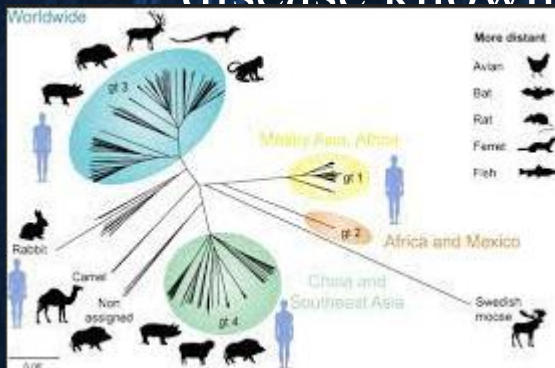 Worldwide
gt 3
More distant
Avian
Bat
Rat
Ferret
Fish
Mostly Asia, Africa
gt 1
gt 2
Africa and Mexico
Rabbit
Camel
Non
assigned
China and
Southeast Asia
gt 4
Swedish
moose